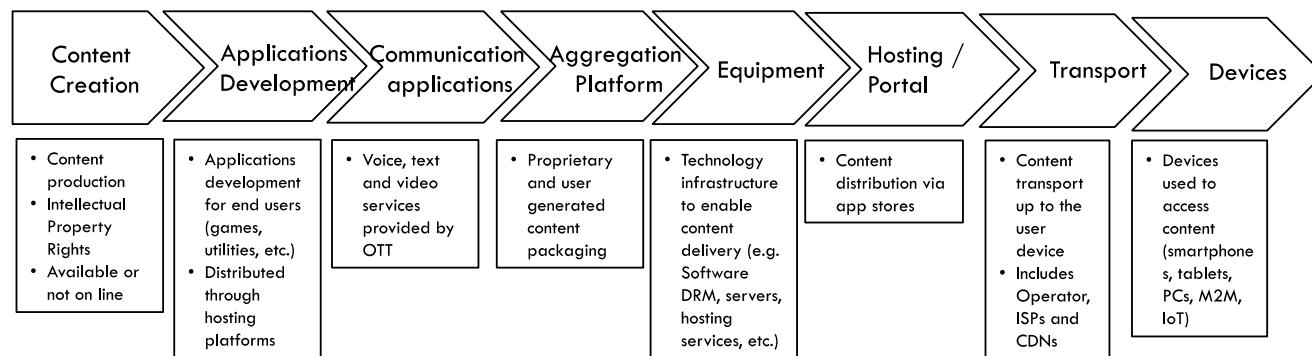 Content
Creation
Applications
Development
Communication
applications
Aggregation
Platform
Equipment
Hosting /
Portal
Transport
Devices
• Content
production
• Intellectual
Property
Rights
• Available or
not on line
• Applications
development
for end users
(games,
utilities, etc.)
• Distributed
through
hosting
platforms
• Voice, text
and video
services
provided by
OTT
• Proprietary
and user
generated
content
packaging
• Technology
infrastructure
to enable
content
delivery (e.g.
Software
DRM, servers,
hosting
services, etc.)
• Content
distribution via
app stores
• Content
transport
up to the
user
device
• Includes
Operator,
ISPs and
CDNs
• Devices
used to
access
content
(smartphone
s, tablets,
PCs, M2M,
IoT)